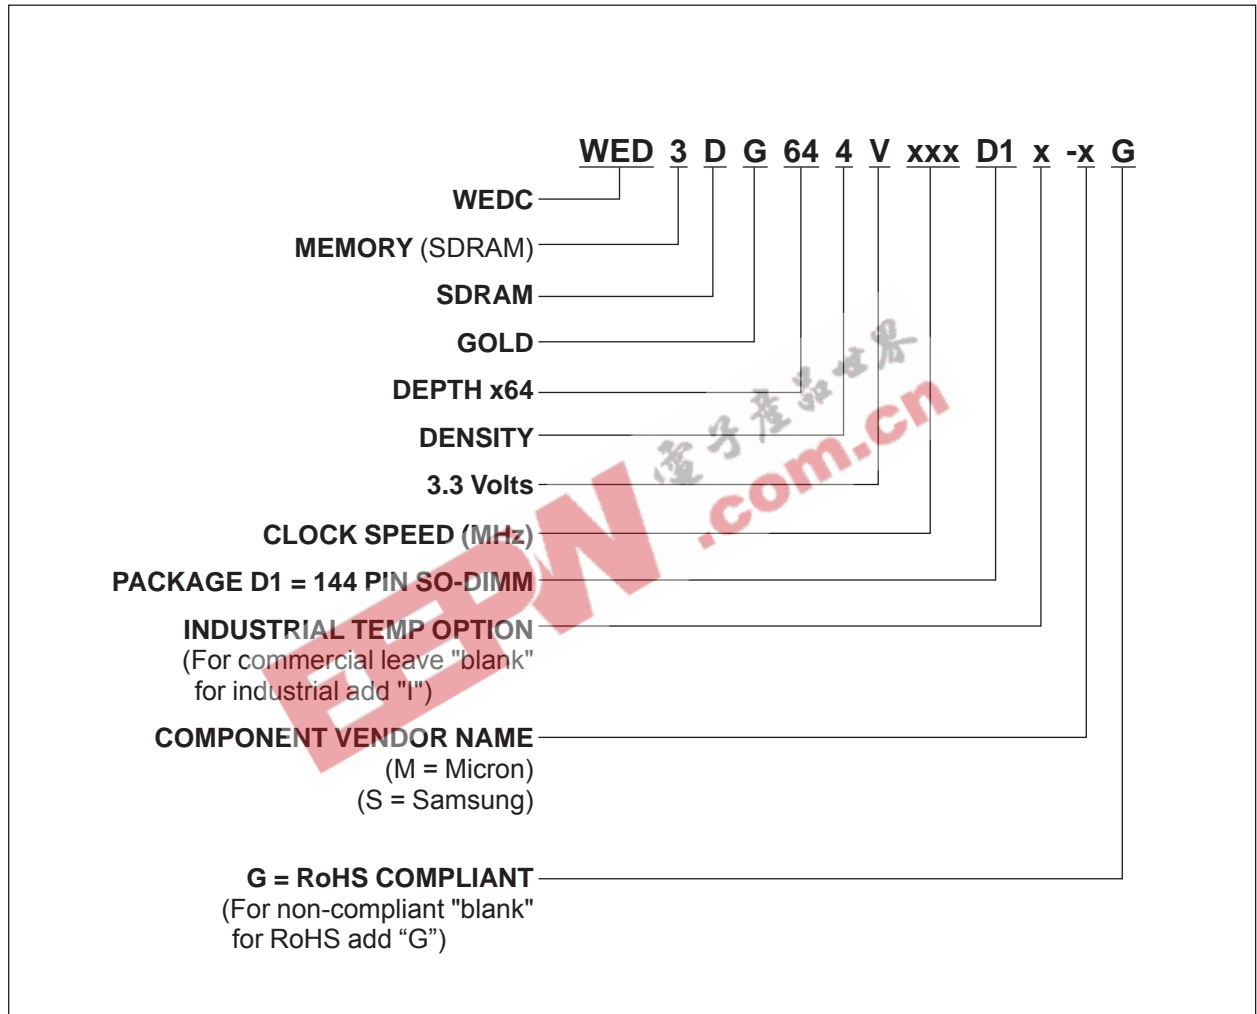 WED 3 D G 64 4 V xxx D1 x -x G
WEDC
MEMORY (SDRAM)
SDRAM
GOLD
DEPTH x64
DENSITY
3.3 Volts
CLOCK SPEED (MHz)
PACKAGE D1 = 144 PIN SO-DIMM
INDUSTRIAL TEMP OPTION
(For commercial leave "blank"
for industrial add "I")
COMPONENT VENDOR NAME
(M = Micron)
(S = Samsung)
G = RoHS COMPLIANT
(For non-compliant "blank"
for RoHS add “G”)
電子產品世界
EEPW.com.cn